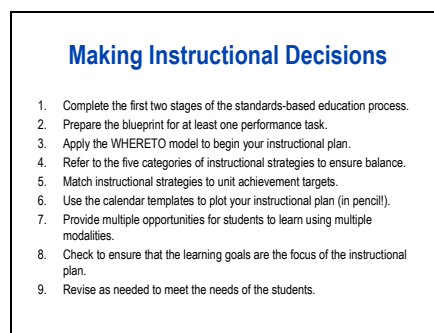 Making Instructional Decisions
1. Complete the first two stages of the standards-based education process.
2. Prepare the blueprint for at least one performance task.
3. Apply the WHERETO model to begin your instructional plan.
4. Refer to the five categories of instructional strategies to ensure balance.
5. Match instructional strategies to unit achievement targets.
6. Use the calendar templates to plot your instructional plan (in pencil!).
7. Provide multiple opportunities for students to learn using multiple
modalities.
8. Check to ensure that the learning goals are the focus of the instructional
plan.
9. Revise as needed to meet the needs of the students.